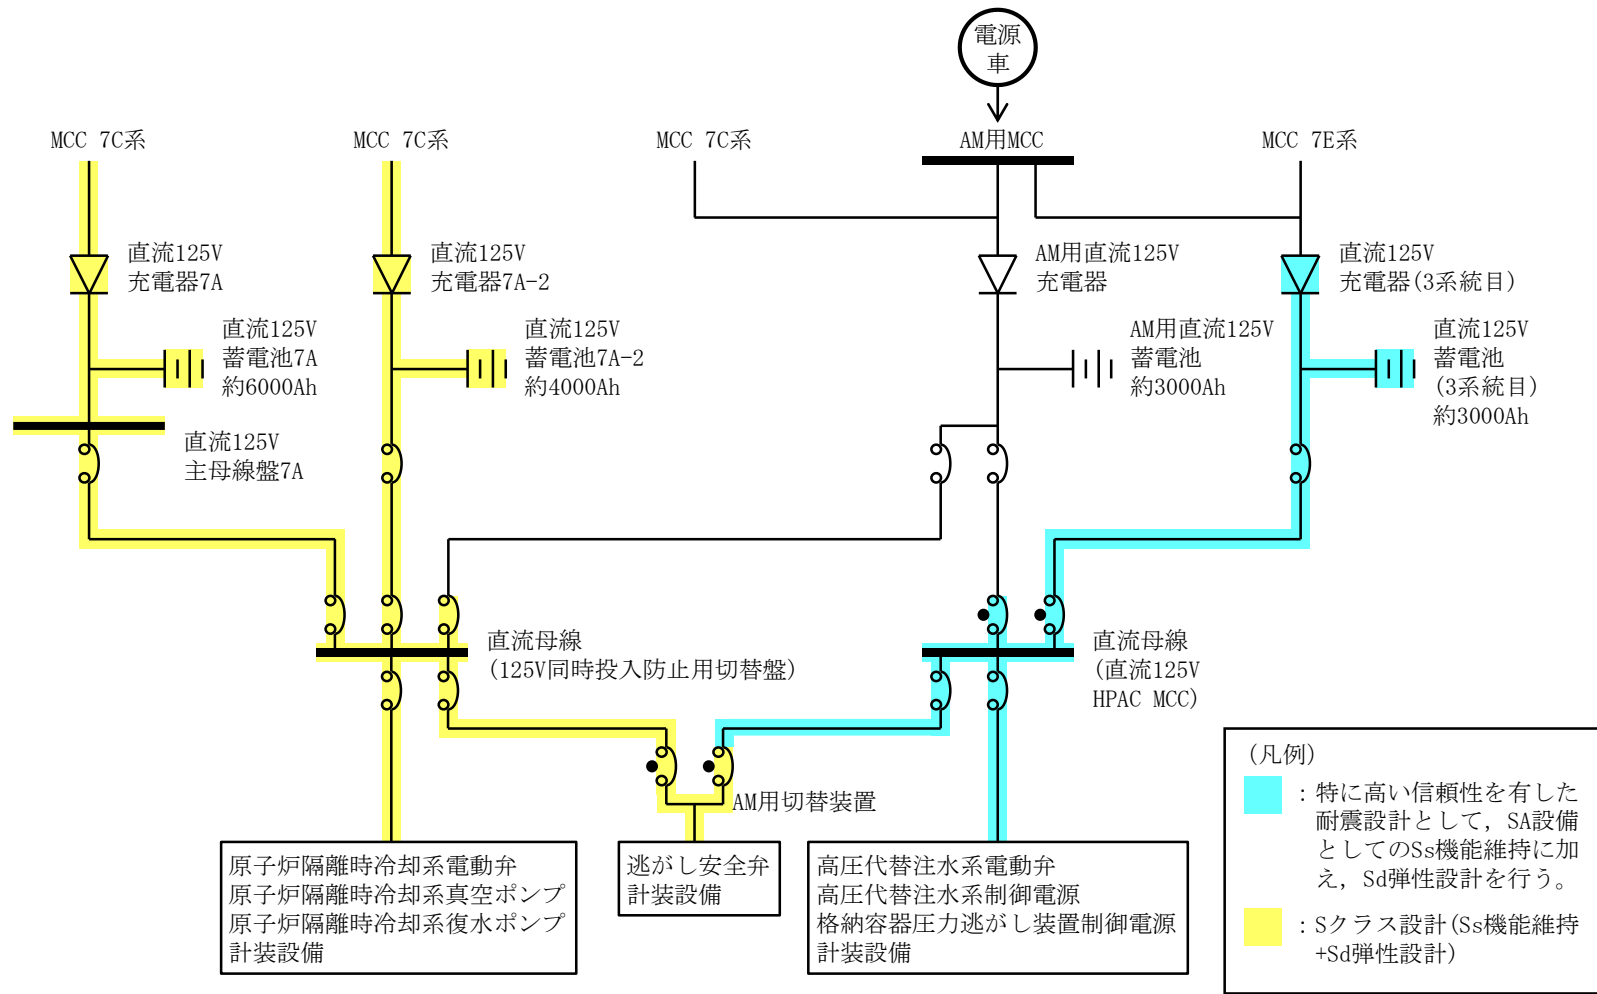 電源
車
MCC 7C系
MCC 7C系
MCC 7C系
AM用MCC
MCC 7E系
直流125V
充電器7A
直流125V
充電器7A-2
AM用直流125V
充電器
直流125V
充電器(3系統目)
直流125V
蓄電池7A
約6000Ah
直流125V
蓄電池7A-2
約4000Ah
AM用直流125V
蓄電池
約3000Ah
直流125V
蓄電池
(3系統目)
約3000Ah
直流125V
主母線盤7A
直流母線
(125V同時投入防止用切替盤)
直流母線
(直流125V
HPAC MCC)
AM用切替装置
原子炉隔離時冷却系電動弁
原子炉隔離時冷却系真空ポンプ
原子炉隔離時冷却系復水ポンプ
計装設備
逃がし安全弁
計装設備
高圧代替注水系電動弁
高圧代替注水系制御電源
格納容器圧力逃がし装置制御電源
計装設備
(凡例)
：特に高い信頼性を有した
耐震設計として，SA設備
としてのSs機能維持に加
え，Sd弾性設計を行う。
：Sクラス設計(Ss機能維持
+Sd弾性設計)